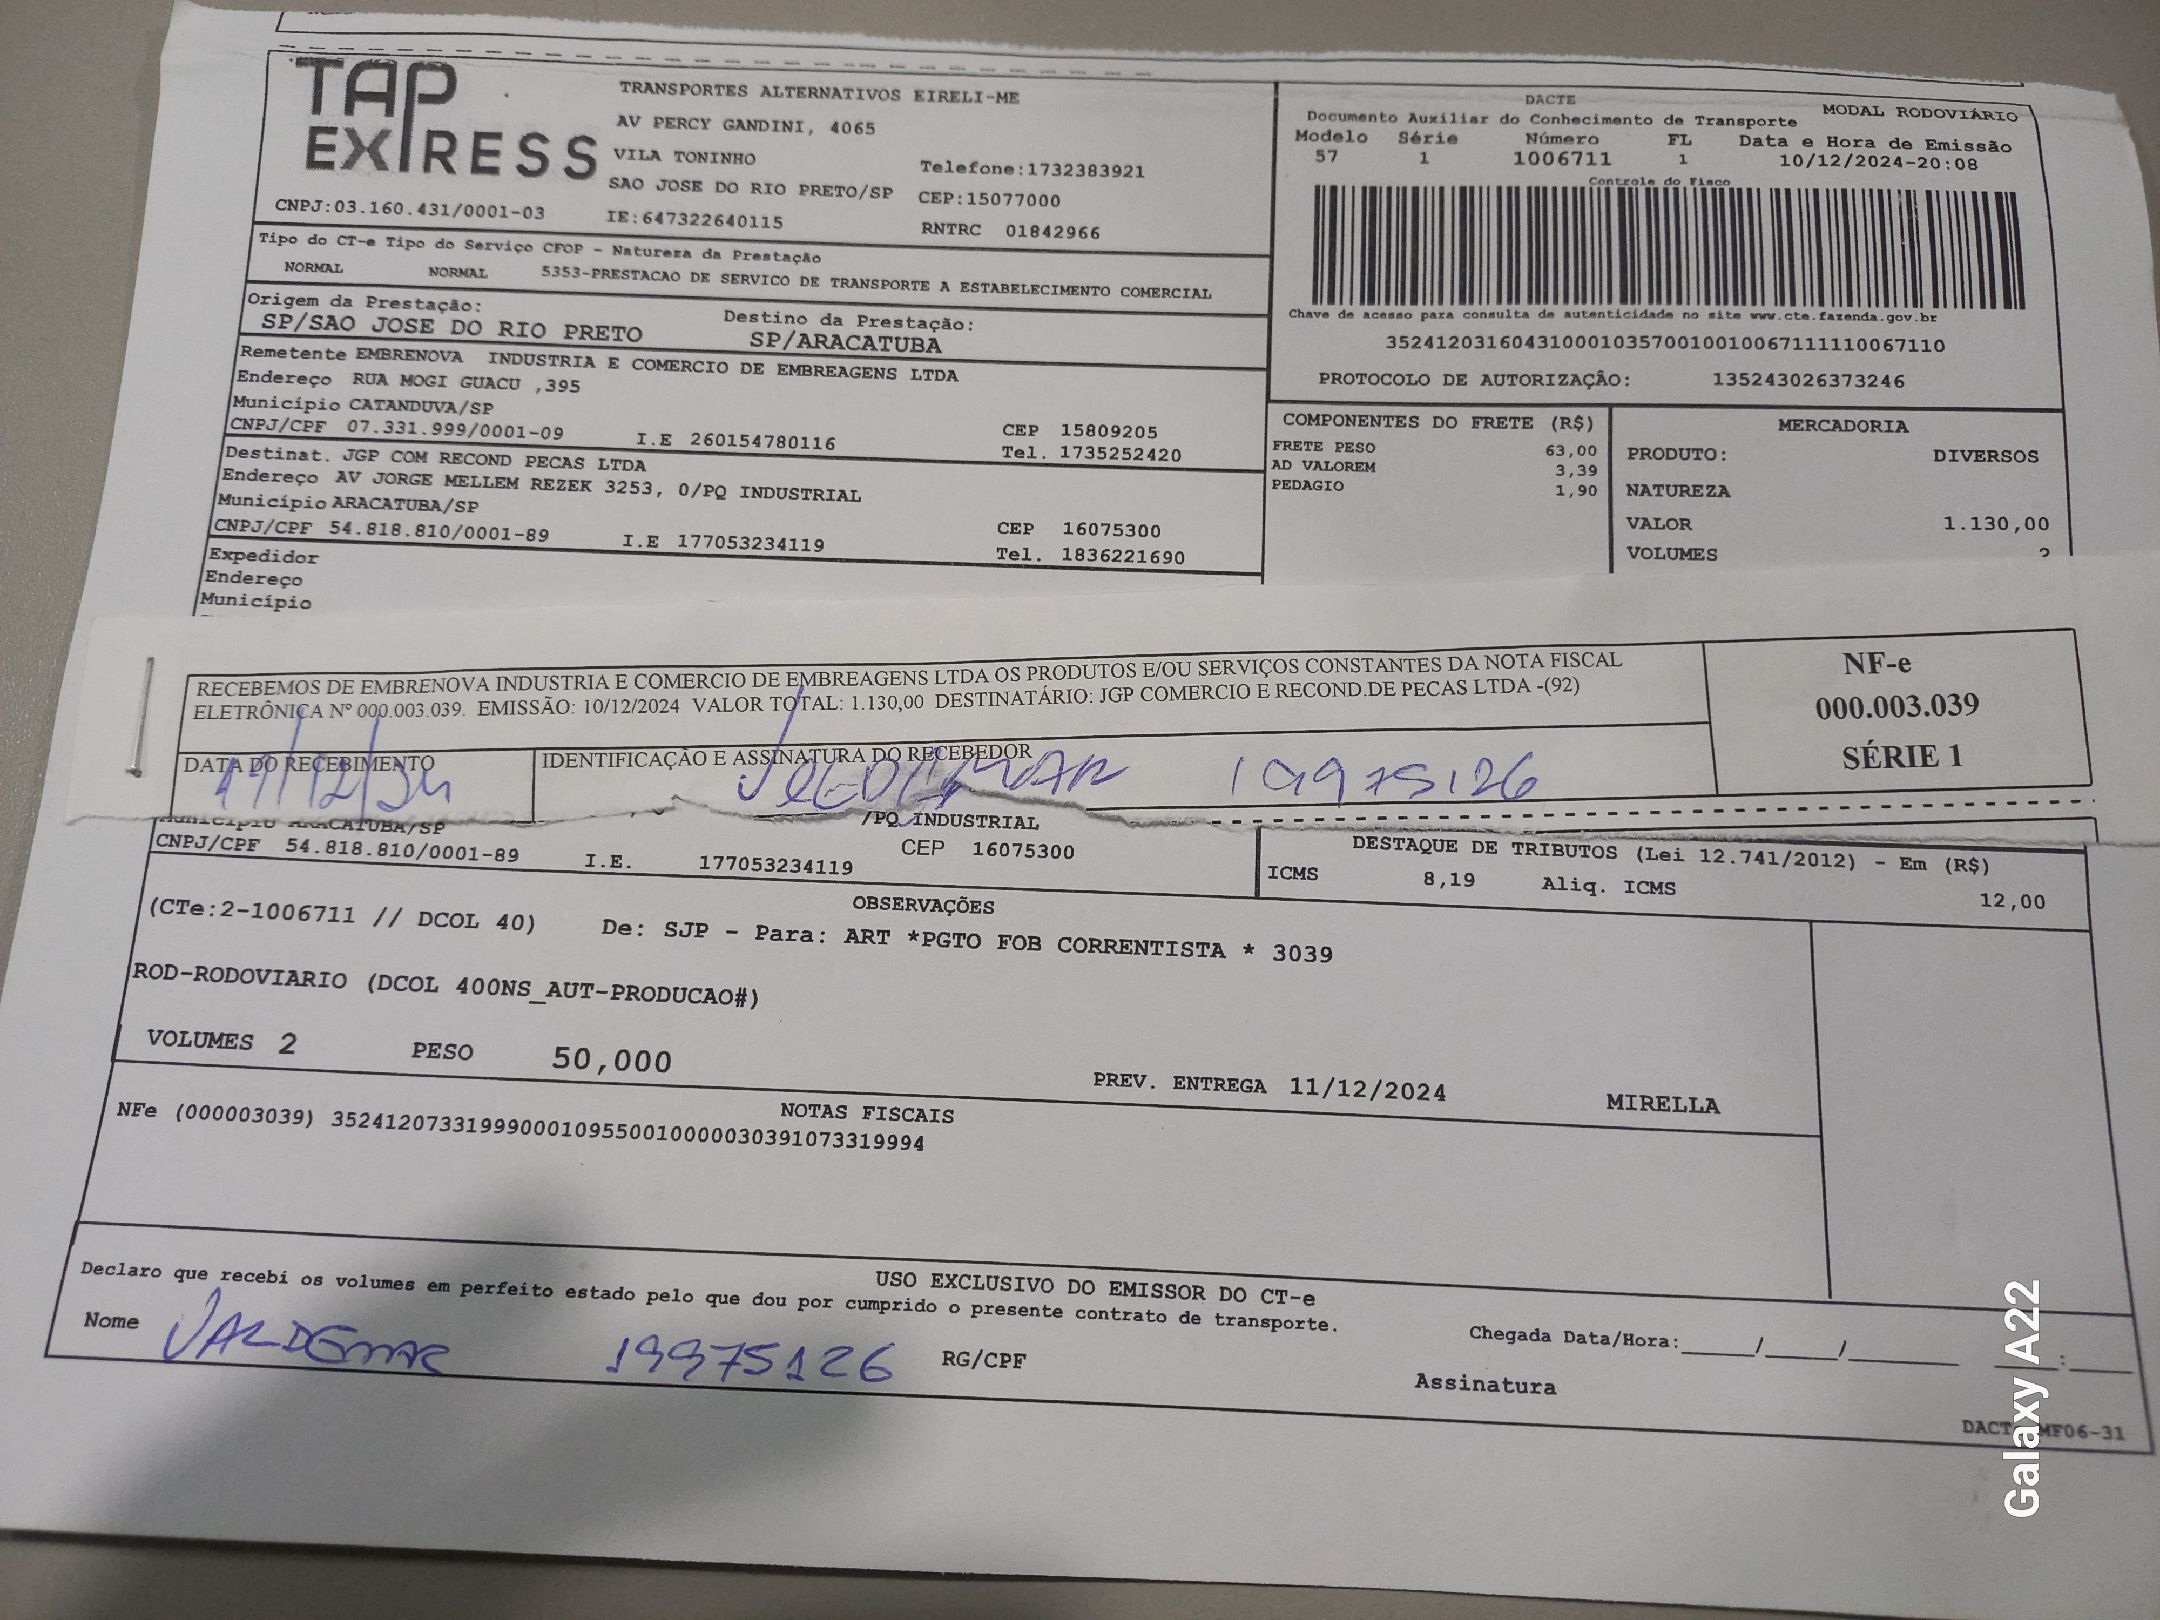 TAP EXPRESS
TRANSPORTES ALTERNATIVOS EIRELI-ME
AV PERCY GANDINI, 4065
VILA TONINHO
Telefone:1732383921
SAO JOSE DO RIO PRETO/SP CEP:15077000
CNPJ:03.160.431/0001-03 IE:647322640115 RNTRC 01842966
DACTE
MODAL RODOVIÁRIO
Documento Auxiliar do Conhecimento de Transporte
Modelo Série Número FL Data e Hora de Emissão
57 1 1006711 1 10/12/2024-20:08
Controle do Fisco
Chave de acesso para consulta de autenticidade no site www.cte.fazenda.gov.br
35241203160431000103570010010067111110067110
PROTOCOLO DE AUTORIZAÇÃO: 135243026373246
Tipo do CT-e Tipo do Serviço CFOP - Natureza da Prestação
NORMAL NORMAL 5353-PRESTACAO DE SERVICO DE TRANSPORTE A ESTABELECIMENTO COMERCIAL
Origem da Prestação: Destino da Prestação:
SP/SAO JOSE DO RIO PRETO SP/ARACATUBA
Remetente EMBRENOVA INDUSTRIA E COMERCIO DE EMBREAGENS LTDA
Endereço RUA MOGI GUACU ,395
Município CATANDUVA/SP CEP 15809205
CNPJ/CPF 07.331.999/0001-09 I.E 260154780116 Tel. 1735252420
Destinat. JGP COM RECOND PECAS LTDA
Endereço AV JORGE MELLEM REZEK 3253, 0/PQ INDUSTRIAL
Município ARACATUBA/SP CEP 16075300
CNPJ/CPF 54.818.810/0001-89 I.E 177053234119 Tel. 1836221690
Expedidor
Endereço
Município
COMPONENTES DO FRETE (R$)
FRETE PESO 63,00
AD VALOREM 3,39
PEDAGIO 1,90
MERCADORIA
PRODUTO: DIVERSOS
NATUREZA
VALOR 1.130,00
VOLUMES
RECEBEMOS DE EMBRENOVA INDUSTRIA E COMERCIO DE EMBREAGENS LTDA OS PRODUTOS E/OU SERVIÇOS CONSTANTES DA NOTA FISCAL
ELETRÔNICA Nº 000.003.039. EMISSÃO: 10/12/2024 VALOR TOTAL: 1.130,00 DESTINATÁRIO: JGP COMERCIO E RECOND.DE PECAS LTDA -(92)
NF-e
000.003.039
SÉRIE 1
DATA DO RECEBIMENTO IDENTIFICAÇÃO E ASSINATURA DO RECEBEDOR
19975126
/PQ INDUSTRIAL
Município ARACATUBA/SP
CNPJ/CPF 54.818.810/0001-89 I.E. 177053234119 CEP 16075300
DESTAQUE DE TRIBUTOS (Lei 12.741/2012) - Em (R$)
ICMS 8,19 Aliq. ICMS 12,00
OBSERVAÇÕES
(CTe:2-1006711 // DCOL 40) De: SJP - Para: ART *PGTO FOB CORRENTISTA * 3039
ROD-RODOVIARIO (DCOL 400NS_AUT-PRODUCAO#)
VOLUMES 2 PESO 50,000 PREV. ENTREGA 11/12/2024 MIRELLA
NOTAS FISCAIS
NFe (000003039) 35241207331999000109550010000030391073319994
USO EXCLUSIVO DO EMISSOR DO CT-e
Declaro que recebi os volumes em perfeito estado pelo que dou por cumprido o presente contrato de transporte.
Nome VALDEMAR 19975126 RG/CPF
Chegada Data/Hora:____/____/______ ___:___
Assinatura
MF06-31
Galaxy A22